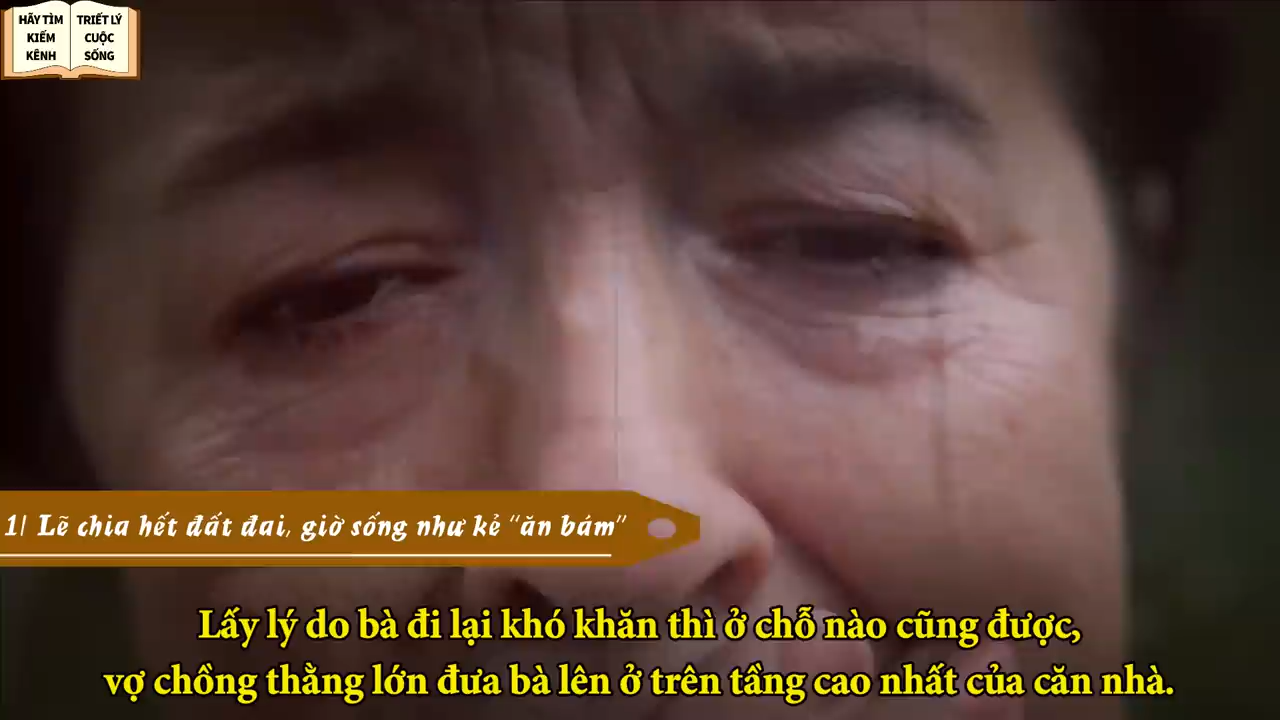 HÃY TÌM
KIẾM
KÊNH
TRIẾT LÝ
CUỘC
SỐNG
1| Lẽ chia hết đất đai, giờ sống như kẻ "ăn bám"
Lấy lý do bà đi lại khó khăn thì ở chỗ nào cũng được,
vợ chồng thằng lớn đưa bà lên ở trên tầng cao nhất của căn nhà.